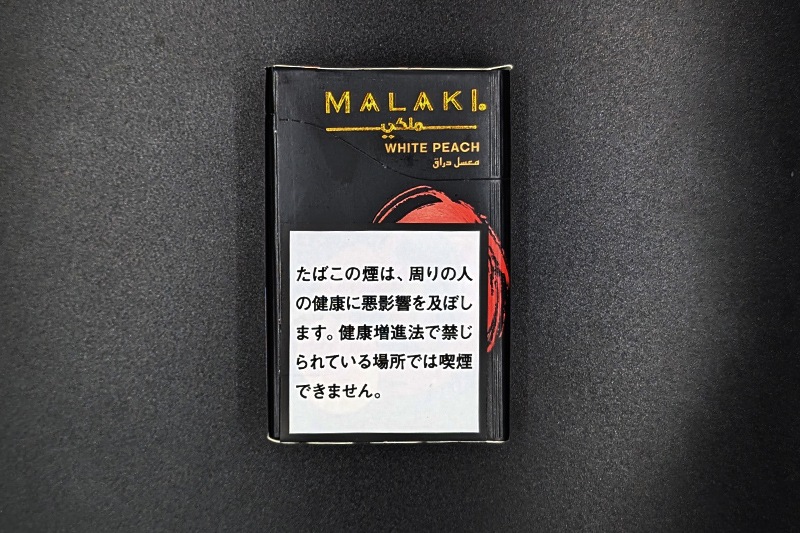 MALAKI®
ملكي
WHITE PEACH
معسل دراق
たばこの煙は、周りの人
の健康に悪影響を及ぼし
ます。健康増進法で禁じ
られている場所では喫煙
できません。